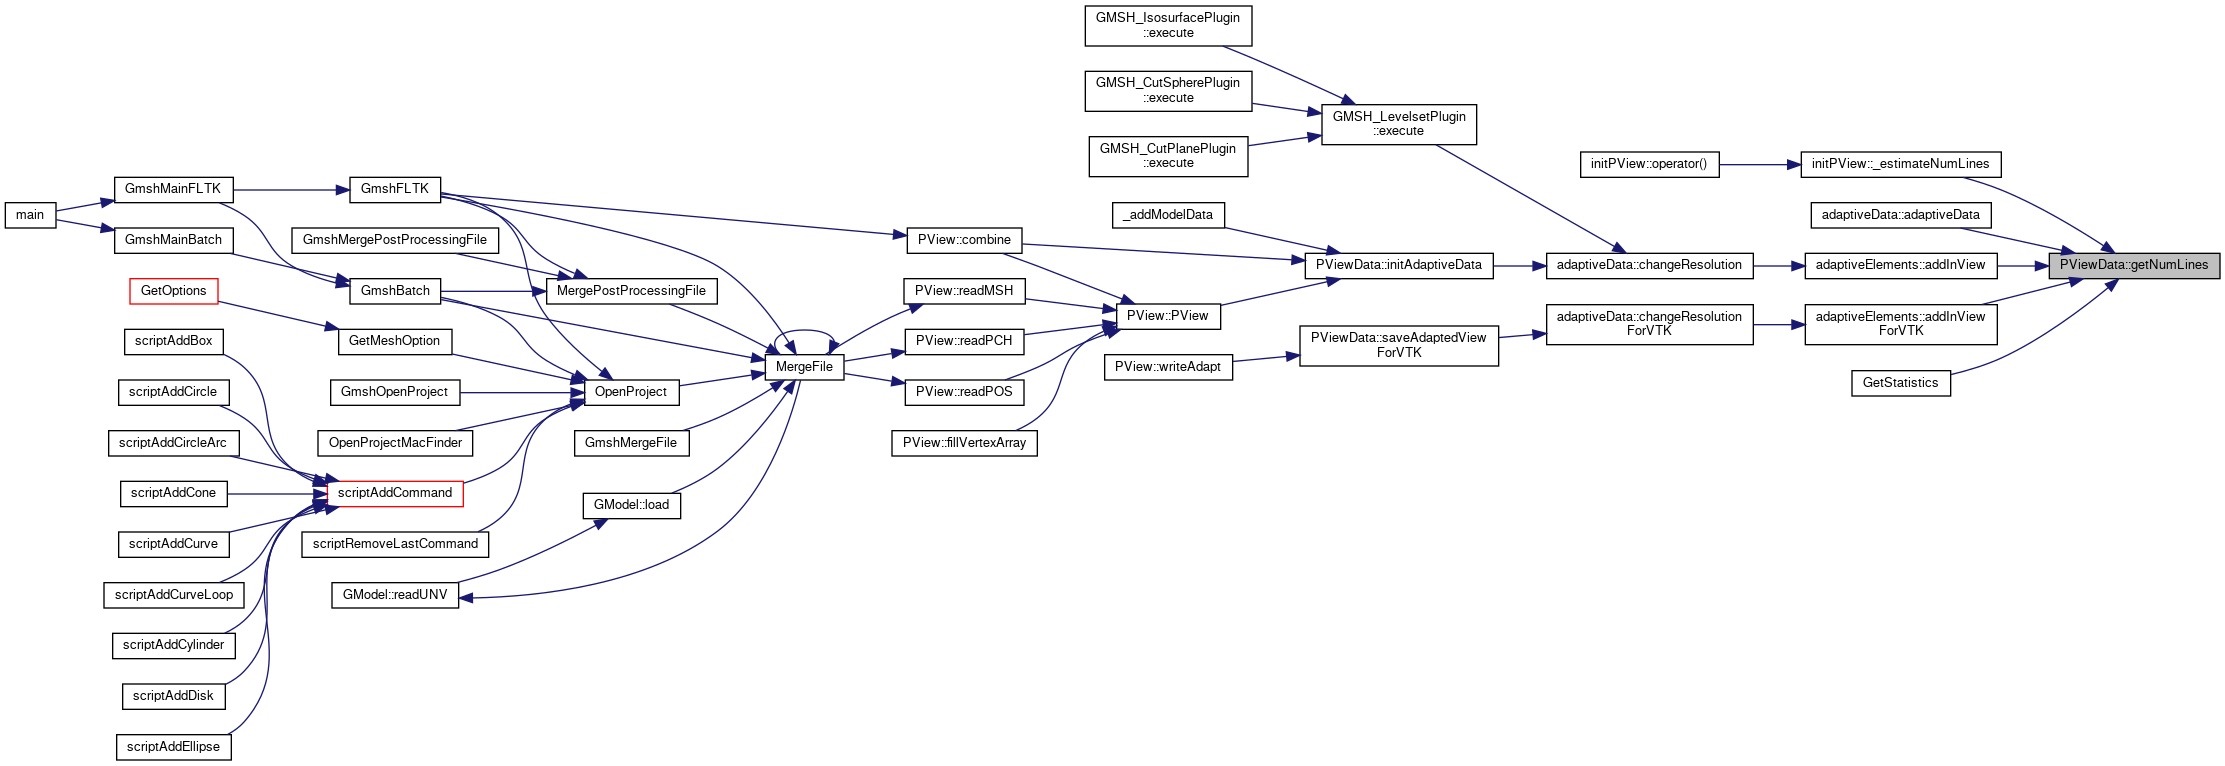 GMSH_IsosurfacePlugin
::execute
GMSH_CutSpherePlugin
::execute
GMSH_LevelsetPlugin
::execute
GMSH_CutPlanePlugin
::execute
initPView::operator()
initPView::_estimateNumLines
GmshMainFLTK
GmshFLTK
main
_addModelData
adaptiveData::adaptiveData
GmshMainBatch
GmshMergePostProcessingFile
PView::combine
PViewData::initAdaptiveData
adaptiveData::changeResolution
adaptiveElements::addInView
PViewData::getNumLines
GetOptions
GmshBatch
MergePostProcessingFile
PView::readMSH
PView::PView
adaptiveData::changeResolution
ForVTK
adaptiveElements::addInView
ForVTK
scriptAddBox
GetMeshOption
PView::readPCH
PViewData::saveAdaptedView
ForVTK
MergeFile
PView::writeAdapt
GetStatistics
scriptAddCircle
GmshOpenProject
OpenProject
PView::readPOS
scriptAddCircleArc
OpenProjectMacFinder
GmshMergeFile
PView::fillVertexArray
scriptAddCone
scriptAddCommand
GModel::load
scriptAddCurve
scriptRemoveLastCommand
scriptAddCurveLoop
GModel::readUNV
scriptAddCylinder
scriptAddDisk
scriptAddEllipse